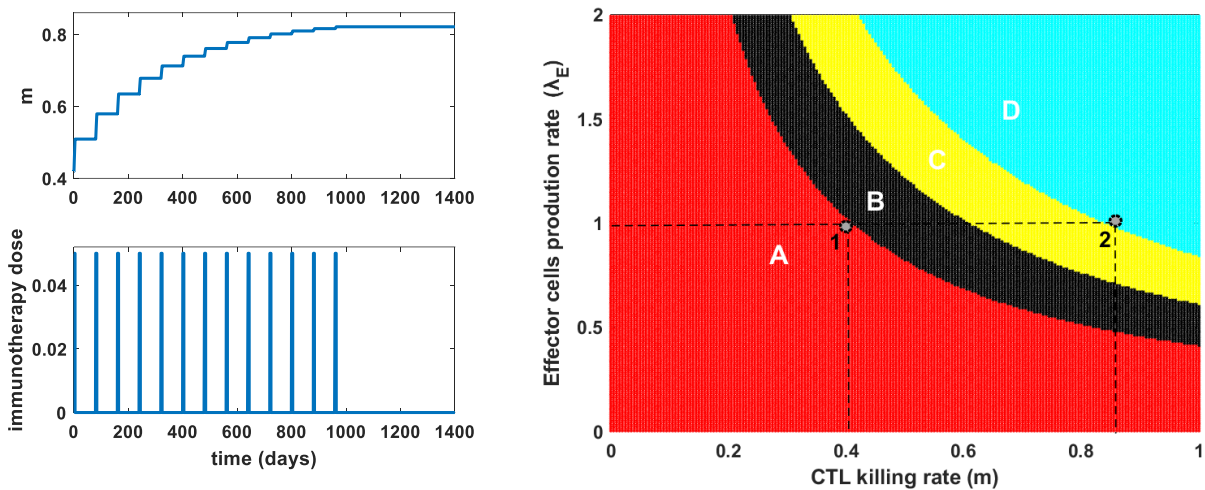 m
0.8
0.6
0.4
0 200 400 600 800 1000 1200 1400
immunotherapy dose
0.04
0.02
0
0 200 400 600 800 1000 1200 1400
time (days)
Effector cells prodution rate (λE)
2
1.5
1
0.5
0
A
B
C
D
1
2
0 0.2 0.4 0.6 0.8 1
CTL killing rate (m)